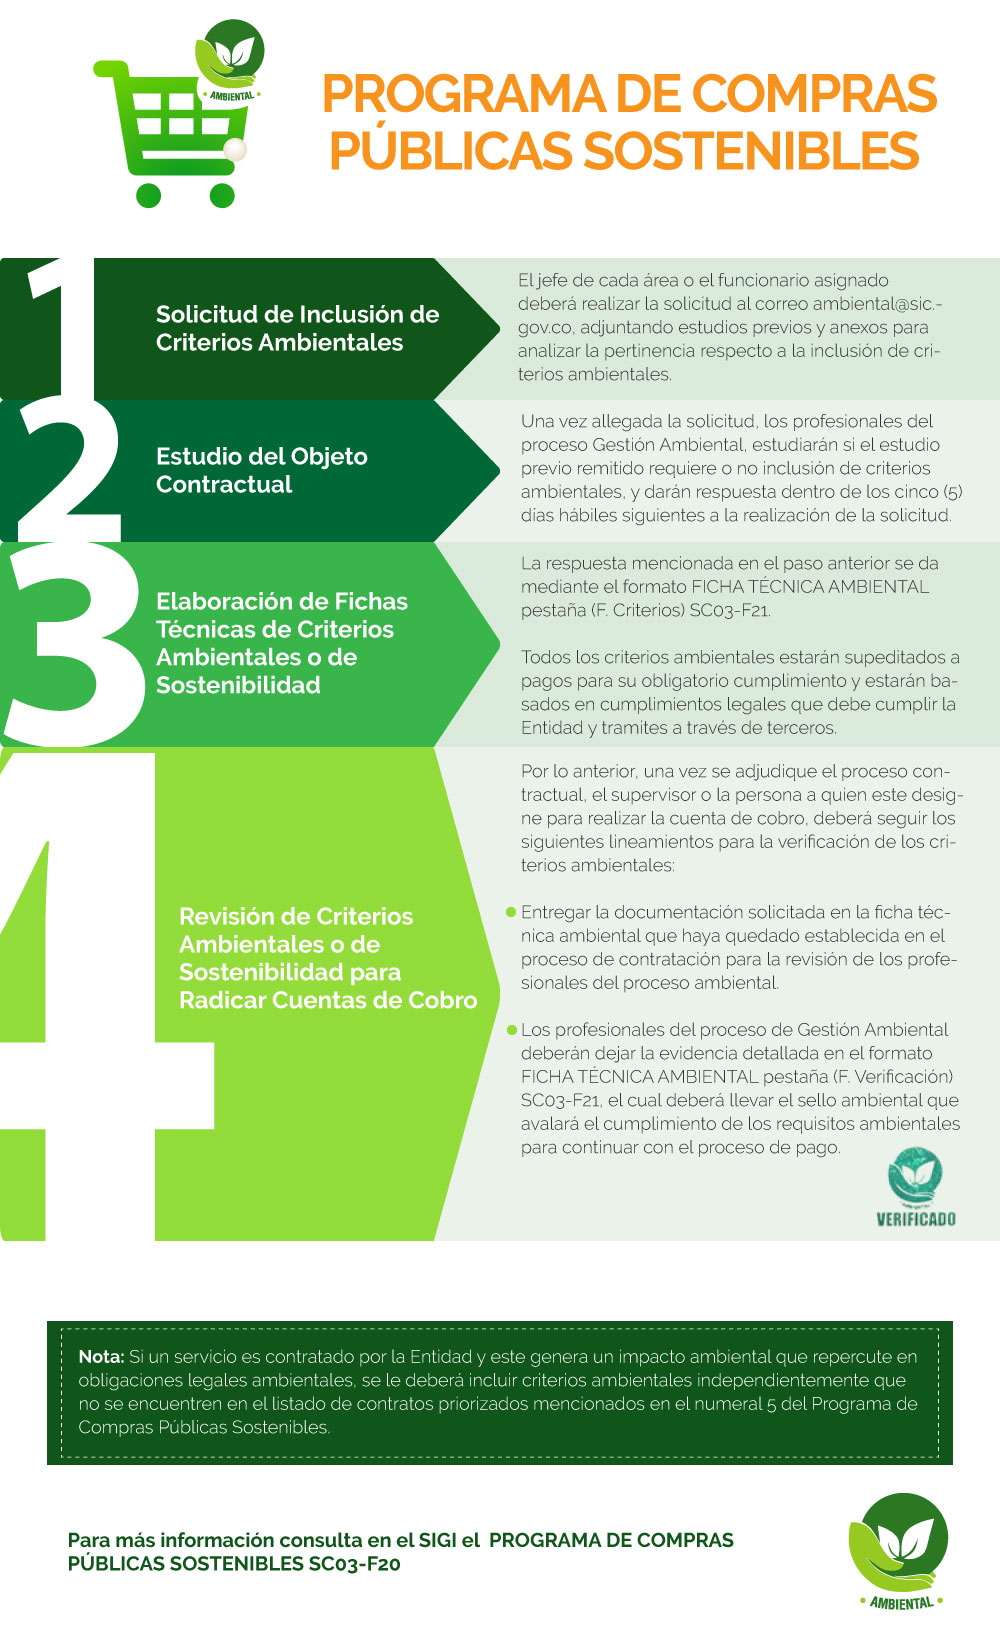 AMBIENTAL
PROGRAMA DE COMPRAS
PÚBLICAS SOSTENIBLES
1
Solicitud de Inclusión de
Criterios Ambientales
El jefe de cada área o el funcionario asignado
deberá realizar la solicitud al correo ambiental@sic.-
gov.co, adjuntando estudios previos y anexos para
analizar la pertinencia respecto a la inclusión de cri-
terios ambientales.
2
Estudio del Objeto
Contractual
Una vez allegada la solicitud, los profesionales del
proceso Gestión Ambiental, estudiarán si el estudio
previo remitido requiere o no inclusión de criterios
ambientales, y darán respuesta dentro de los cinco (5)
días hábiles siguientes a la realización de la solicitud.
3
Elaboración de Fichas
Técnicas de Criterios
Ambientales o de
Sostenibilidad
La respuesta mencionada en el paso anterior se da
mediante el formato FICHA TÉCNICA AMBIENTAL
pestaña (F. Criterios) SC03-F21.
Todos los criterios ambientales estarán supeditados a
pagos para su obligatorio cumplimiento y estarán ba-
sados en cumplimientos legales que debe cumplir la
Entidad y tramites a través de terceros.
4
Revisión de Criterios
Ambientales o de
Sostenibilidad para
Radicar Cuentas de Cobro
Por lo anterior, una vez se adjudique el proceso con-
tractual, el supervisor o la persona a quien este desig-
ne para realizar la cuenta de cobro, deberá seguir los
siguientes lineamientos para la verificación de los cri-
terios ambientales:
Entregar la documentación solicitada en la ficha téc-
nica ambiental que haya quedado establecida en el
proceso de contratación para la revisión de los profe-
sionales del proceso ambiental.
Los profesionales del proceso de Gestión Ambiental
deberán dejar la evidencia detallada en el formato
FICHA TÉCNICA AMBIENTAL pestaña (F. Verificación)
SC03-F21, el cual deberá llevar el sello ambiental que
avalará el cumplimiento de los requisitos ambientales
para continuar con el proceso de pago.
VERIFICADO
Nota: Si un servicio es contratado por la Entidad y este genera un impacto ambiental que repercute en
obligaciones legales ambientales, se le deberá incluir criterios ambientales independientemente que
no se encuentren en el listado de contratos priorizados mencionados en el numeral 5 del Programa de
Compras Públicas Sostenibles.
Para más información consulta en el SIGI el PROGRAMA DE COMPRAS
PÚBLICAS SOSTENIBLES SC03-F20
AMBIENTAL